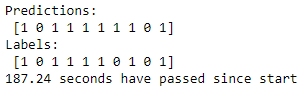 Predictions:
[1 0 1 1 1 1 1 1 1 0 1]
Labels:
[1 0 1 1 1 1 0 1 0 1]
187.24 seconds have passed since start